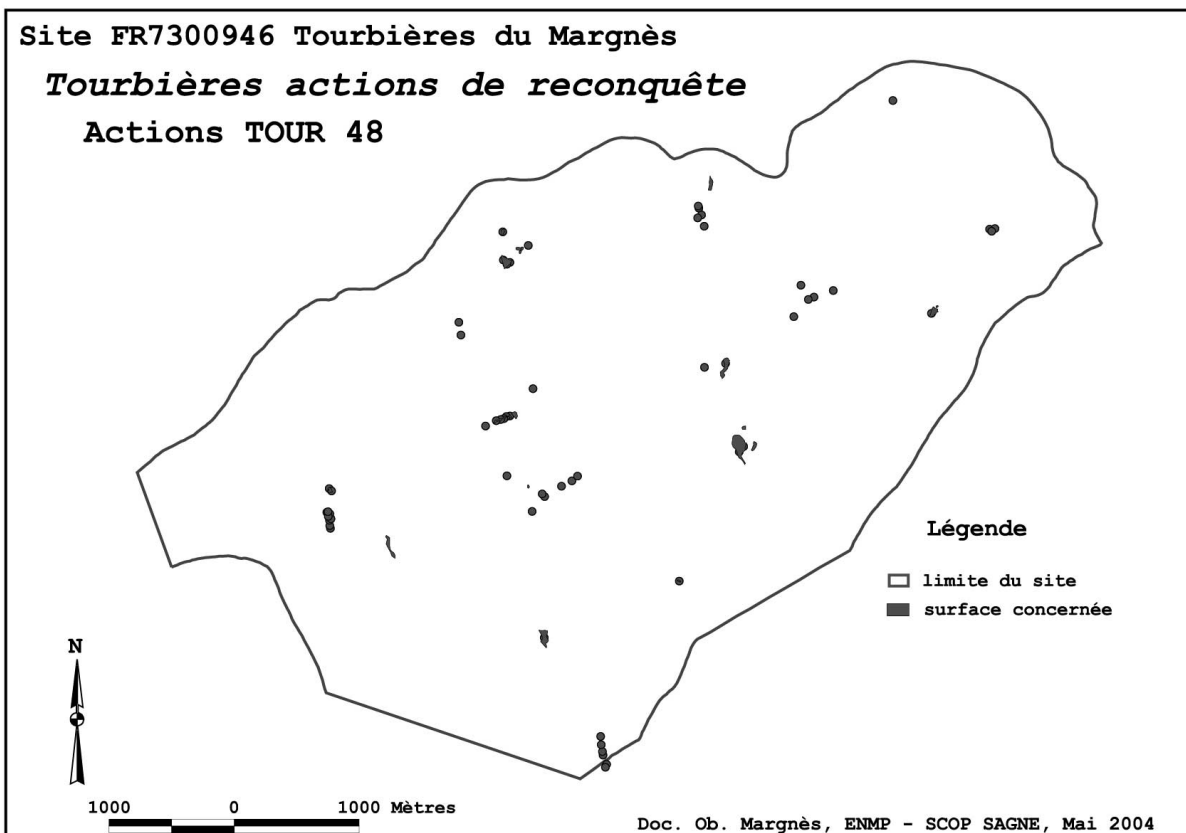 Site FR7300946 Tourbières du Margnès
Tourbières actions de reconquête
Actions TOUR 48
Légende
limite du site
surface concernée
N
1000 0 1000 Mètres
Doc. Ob. Margnès, ENMP - SCOP SAGNE, Mai 2004